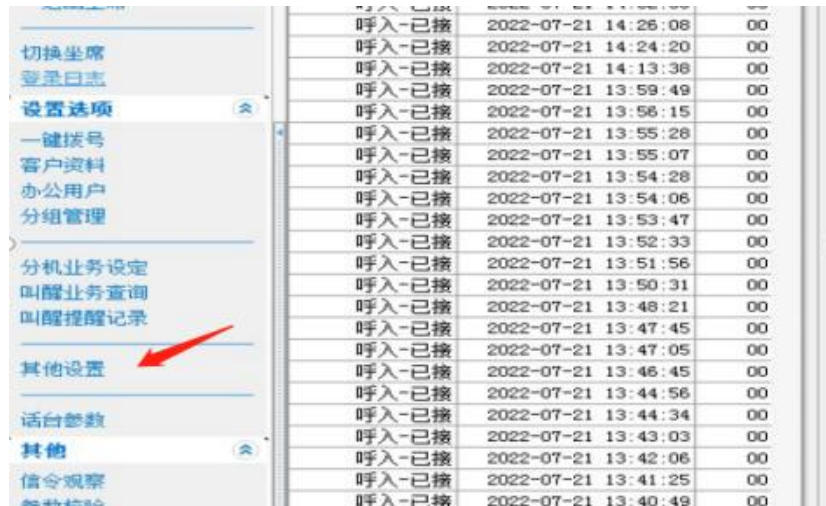 切换坐席
登录日志
设置选项
一键拨号
客户资料
办公用户
分组管理
分机业务设定
叫醒业务查询
叫醒提醒记录
其他设置
话台参数
其他
信令观察
呼入-已接 2022-07-21 14:26:08 00
呼入-已接 2022-07-21 14:24:20 00
呼入-已接 2022-07-21 14:13:38 00
呼入-已接 2022-07-21 13:59:49 00
呼入-已接 2022-07-21 13:56:15 00
呼入-已接 2022-07-21 13:55:28 00
呼入-已接 2022-07-21 13:55:07 00
呼入-已接 2022-07-21 13:54:28 00
呼入-已接 2022-07-21 13:54:06 00
呼入-已接 2022-07-21 13:53:47 00
呼入-已接 2022-07-21 13:52:33 00
呼入-已接 2022-07-21 13:51:56 00
呼入-已接 2022-07-21 13:50:31 00
呼入-已接 2022-07-21 13:48:21 00
呼入-已接 2022-07-21 13:47:45 00
呼入-已接 2022-07-21 13:47:05 00
呼入-已接 2022-07-21 13:46:45 00
呼入-已接 2022-07-21 13:44:56 00
呼入-已接 2022-07-21 13:44:34 00
呼入-已接 2022-07-21 13:43:03 00
呼入-已接 2022-07-21 13:42:06 00
呼入-已接 2022-07-21 13:41:25 00
呼入-已接 2022-07-21 13:40:49 00